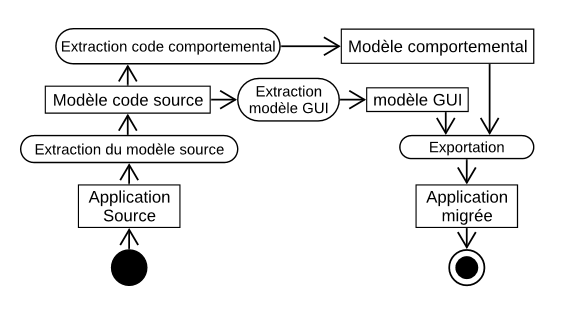 Extraction code comportemental
Modèle comportemental
Modèle code source
Extraction
modèle GUI
modèle GUI
Extraction du modèle source
Exportation
Application
Source
Application
migrée